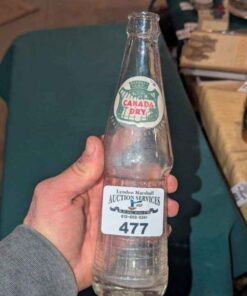 CANADA
DRY
Lyndon Marshall
AUCTION SERVICES
477